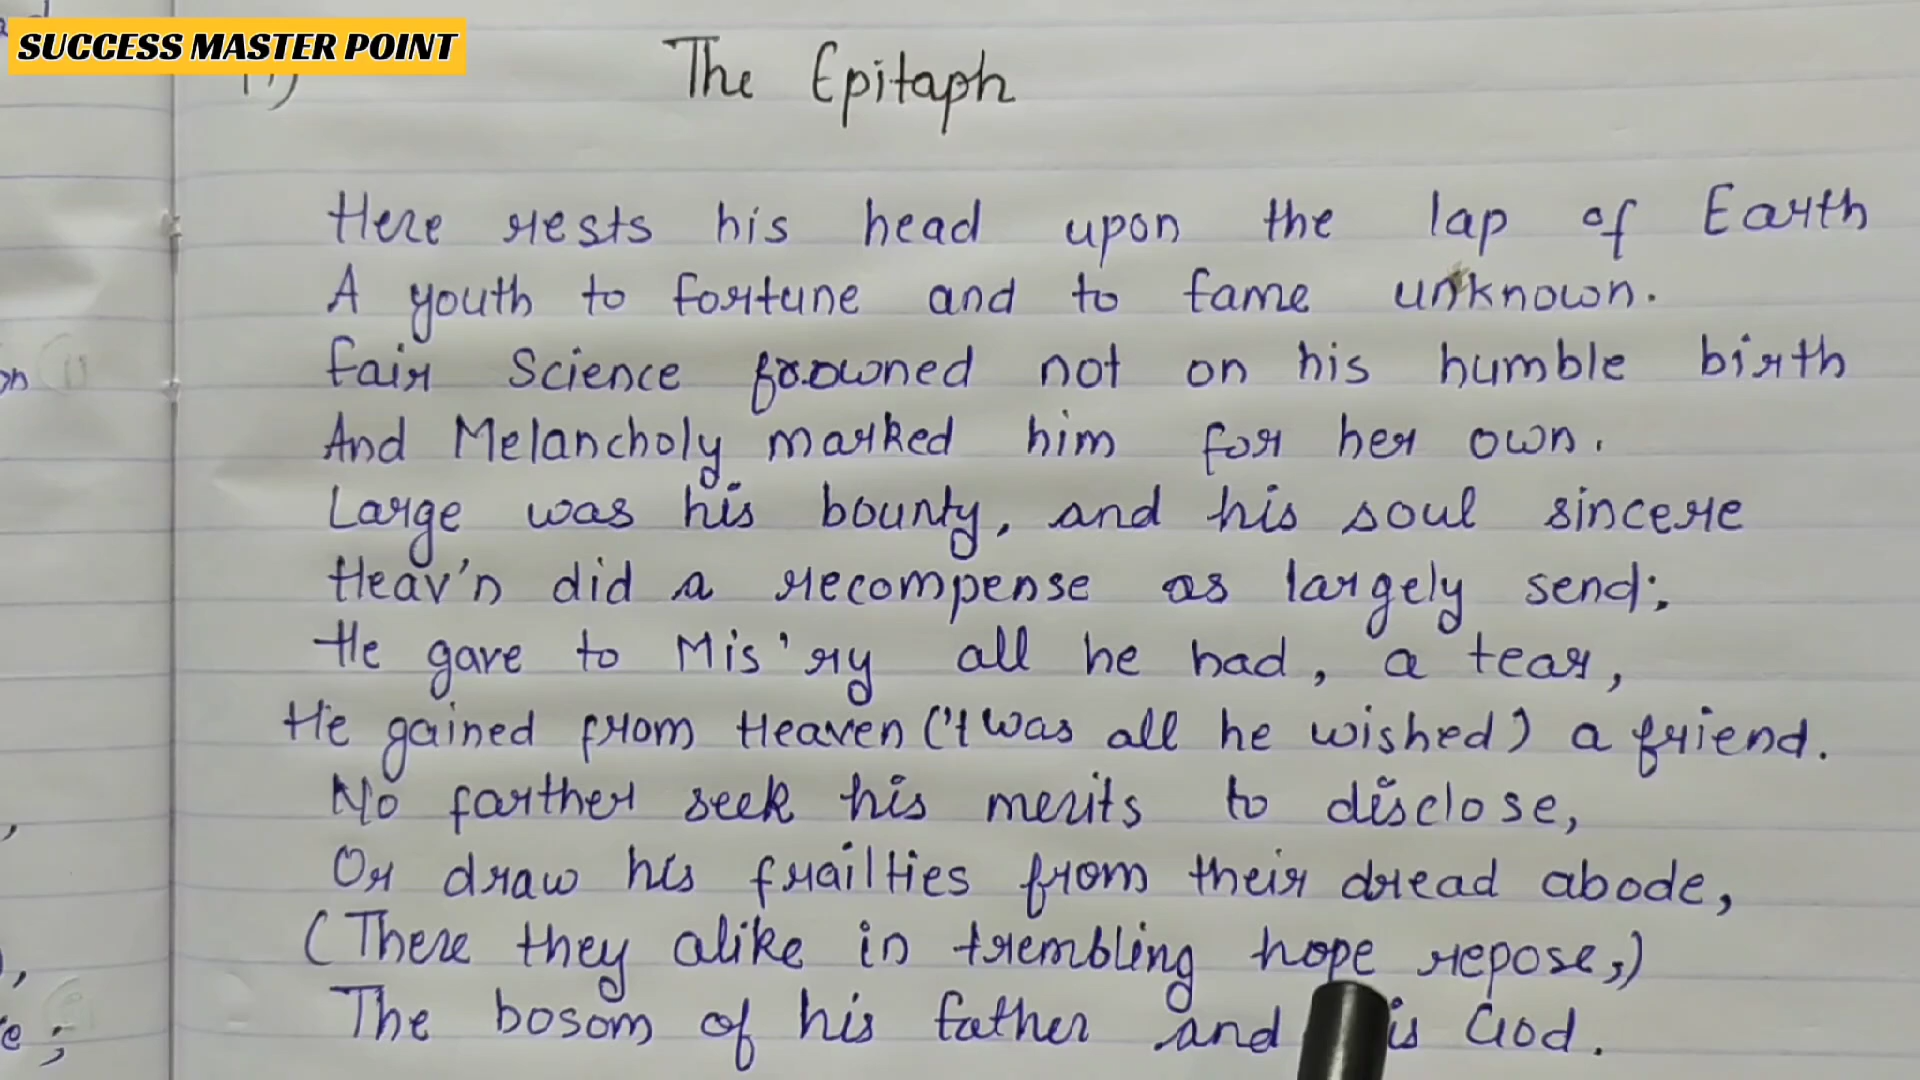 SUCCESS MASTER POINT
The Epitaph
Here rests his head upon the lap of Earth
A youth to fortune and to fame unknown.
Fair Science frowned not on his humble birth
And Melancholy marked him for her own.
Large was his bounty, and his soul sincere
Heav'n did a recompense as largely send;
He gave to Mis'ry all he had, a tear,
He gained from Heaven ('twas all he wished) a friend.
No farther seek his merits to disclose,
Or draw his frailties from their dread abode,
(There they alike in trembling hope repose,)
The bosom of his father and is God.